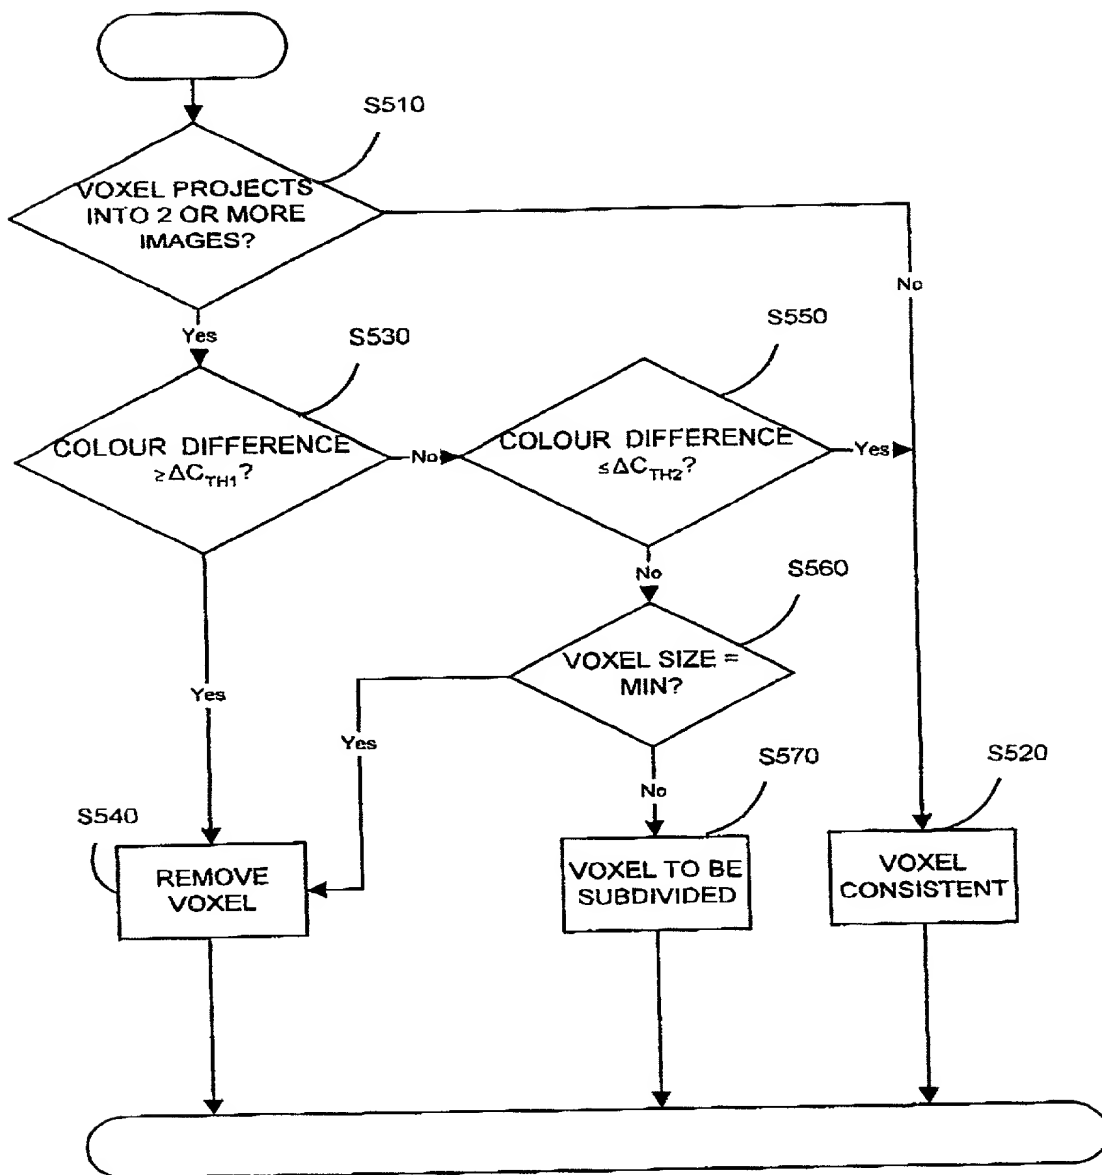 S510
VOXEL PROJECTS
INTO 2 OR MORE
IMAGES?
No
Yes
S530
S550
COLOUR DIFFERENCE
≥ΔC_TH1?
No
COLOUR DIFFERENCE
≤ΔC_TH2?
Yes
No
S560
VOXEL SIZE =
MIN?
Yes
Yes
No
S570
S520
S540
REMOVE
VOXEL
VOXEL TO BE
SUBDIVIDED
VOXEL
CONSISTENT